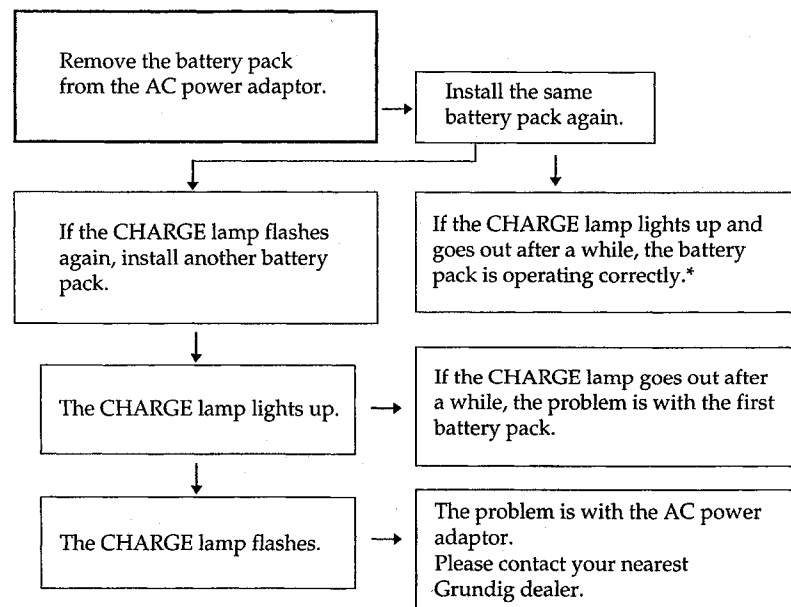 Remove the battery pack
from the AC power adaptor.
Install the same
battery pack again.
If the CHARGE lamp flashes
again, install another battery
pack.
If the CHARGE lamp lights up and
goes out after a while, the battery
pack is operating correctly.*
The CHARGE lamp lights up.
If the CHARGE lamp goes out after
a while, the problem is with the first
battery pack.
The CHARGE lamp flashes.
The problem is with the AC power
adaptor.
Please contact your nearest
Grundig dealer.